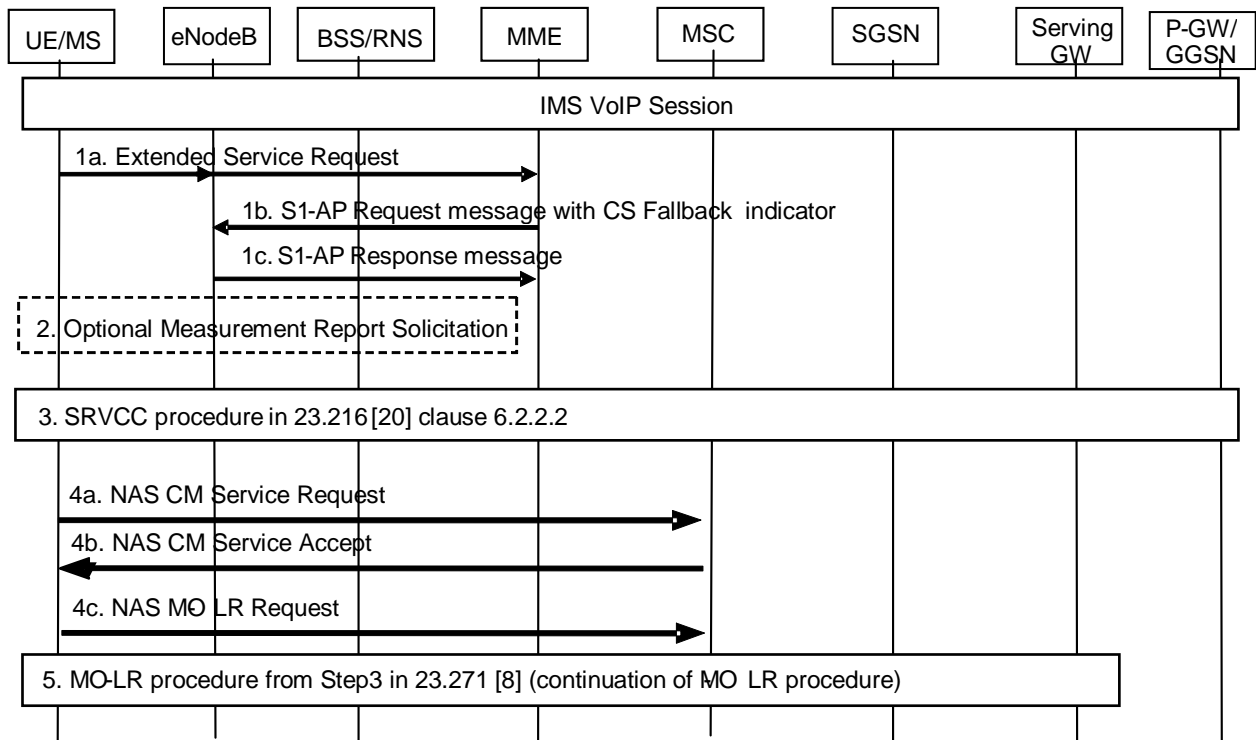 UE/MS
eNodeB
BSS/RNS
MME
MSC
SGSN
Serving
GW
P-GW/
GGSN
IMS VoIP Session
1a. Extended Service Request
1b. S1-AP Request message with CS Fallback indicator
1c. S1-AP Response message
2. Optional Measurement Report Solicitation
3. SRVCC procedure in 23.216 [20] clause 6.2.2.2
4a. NAS CM Service Request
4b. NAS CM Service Accept
4c. NAS MO-LR Request
5. MO-LR procedure from Step3 in 23.271 [8] (continuation of MO-LR procedure)